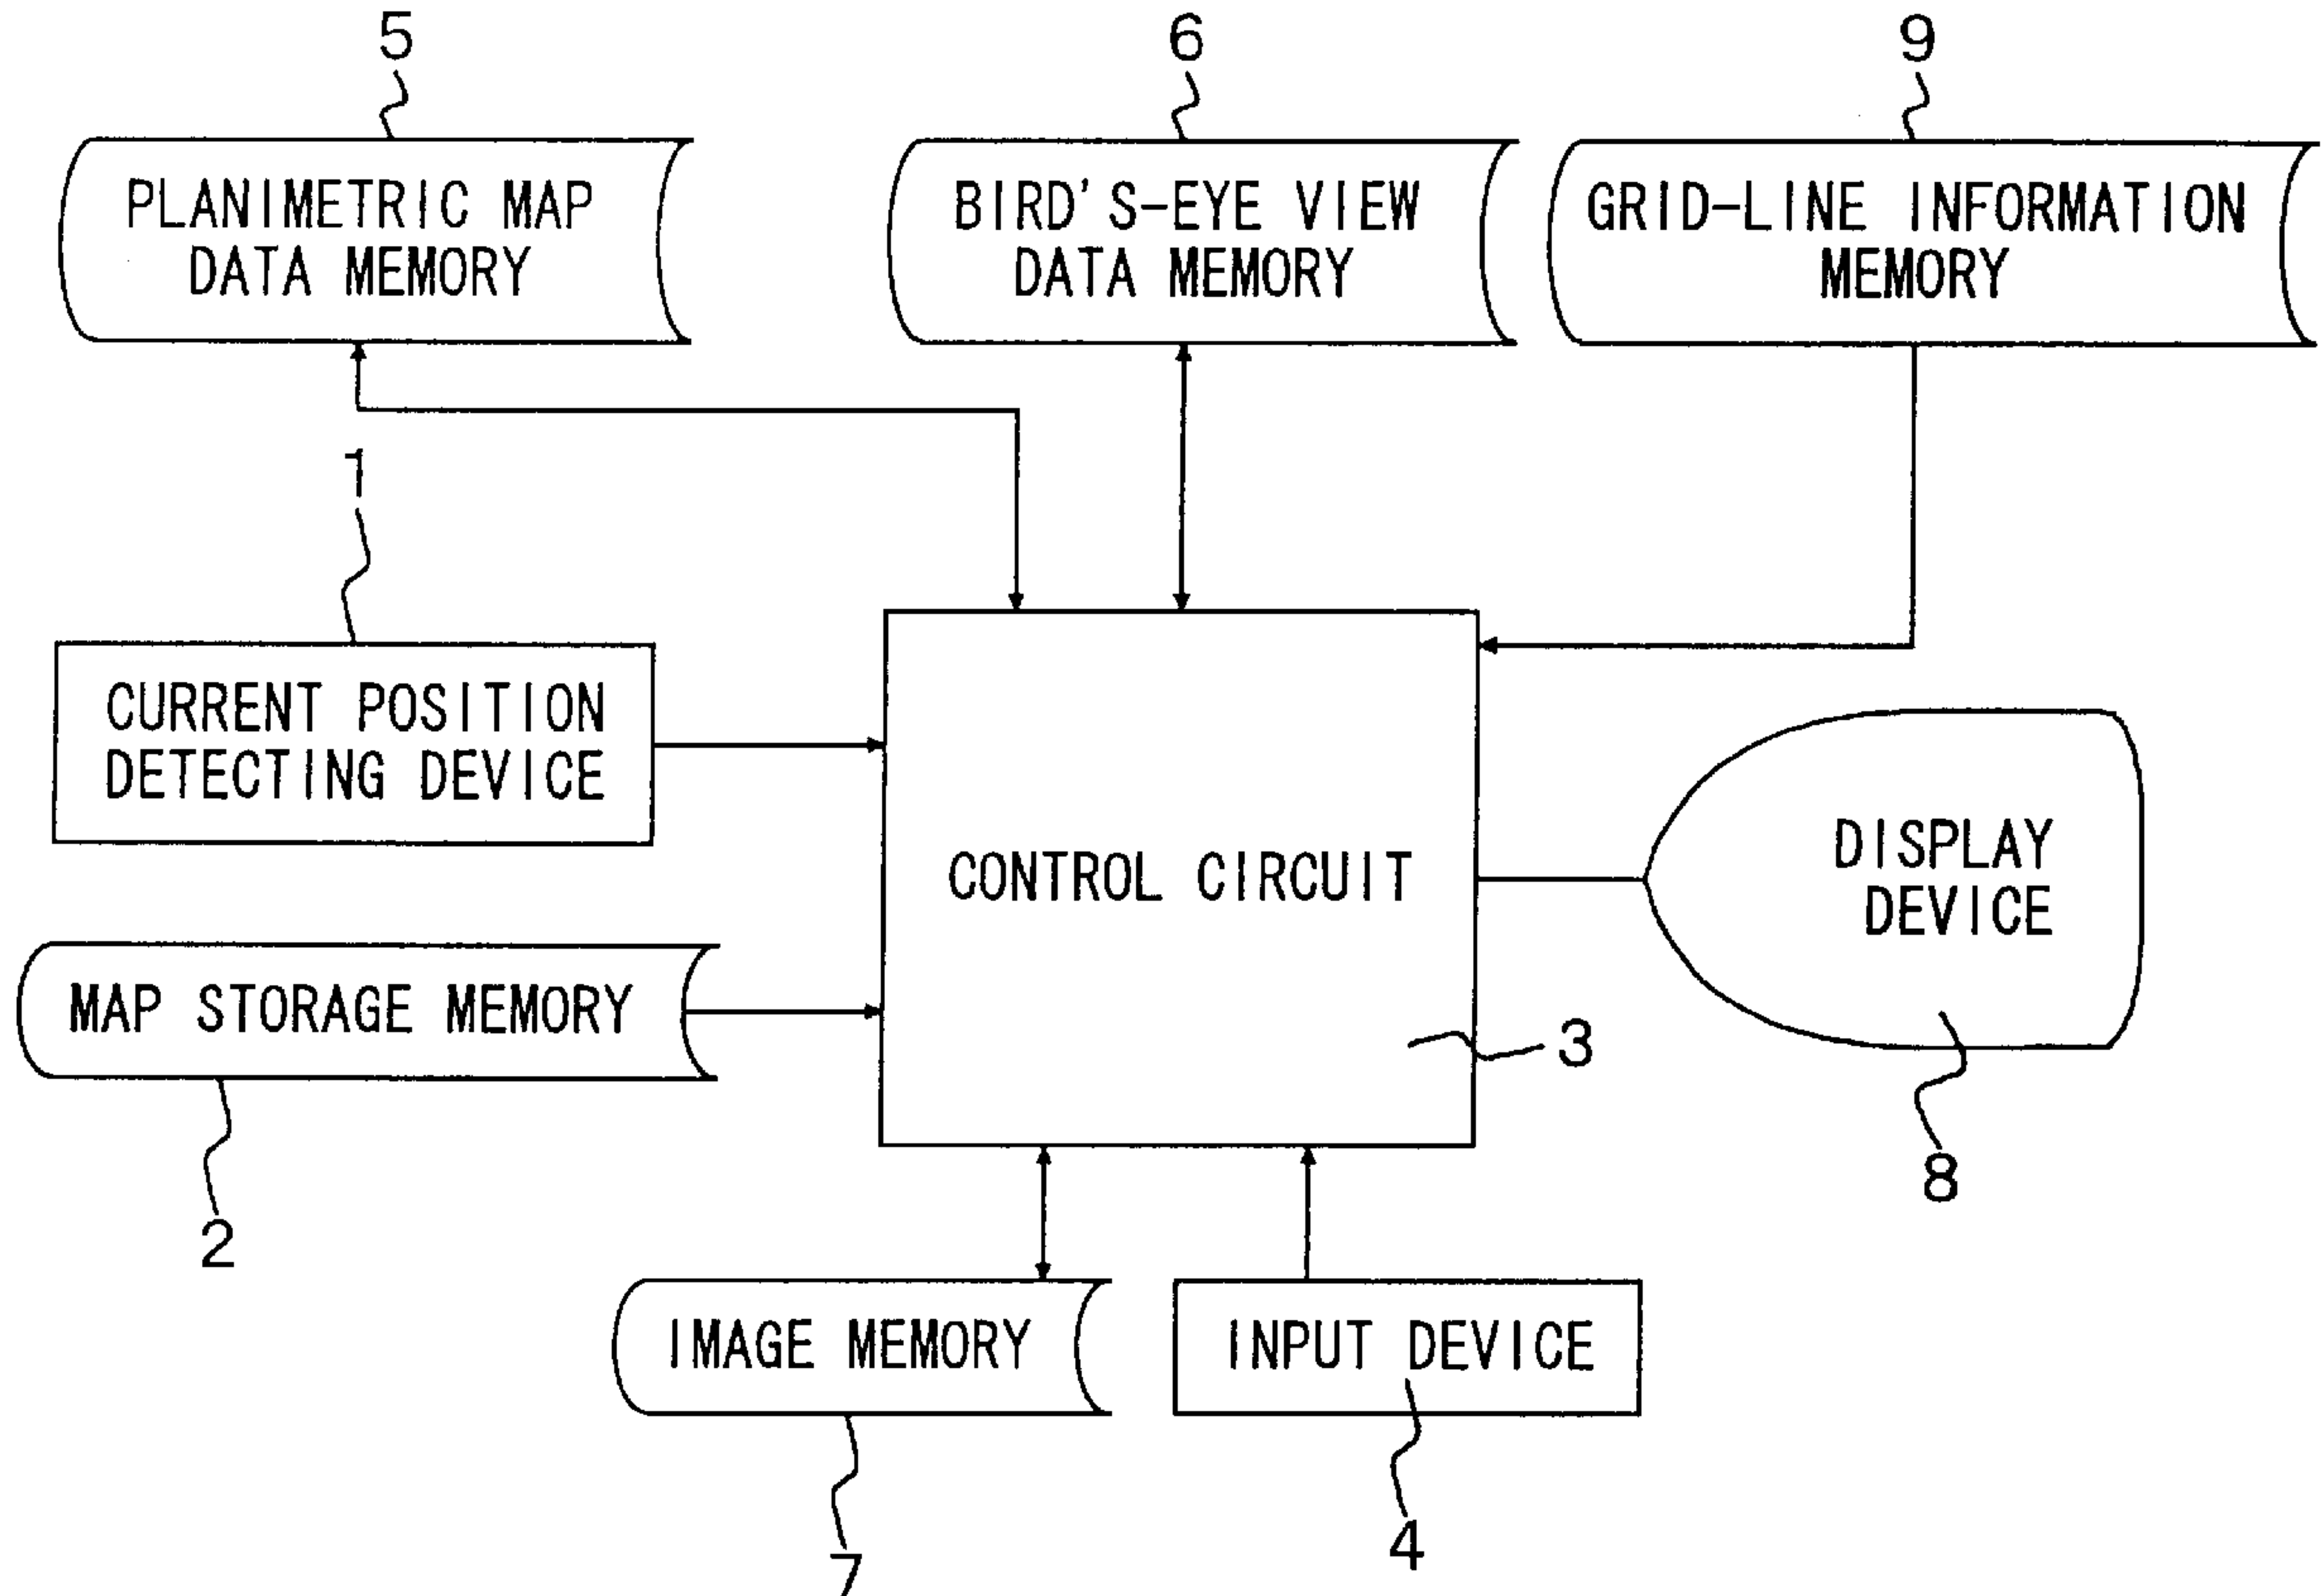 5
6
9
PLANIMETRIC MAP
DATA MEMORY
BIRD'S-EYE VIEW
DATA MEMORY
GRID-LINE INFORMATION
MEMORY
1
CURRENT POSITION
DETECTING DEVICE
CONTROL CIRCUIT
DISPLAY
DEVICE
MAP STORAGE MEMORY
3
8
2
IMAGE MEMORY
INPUT DEVICE
7
4